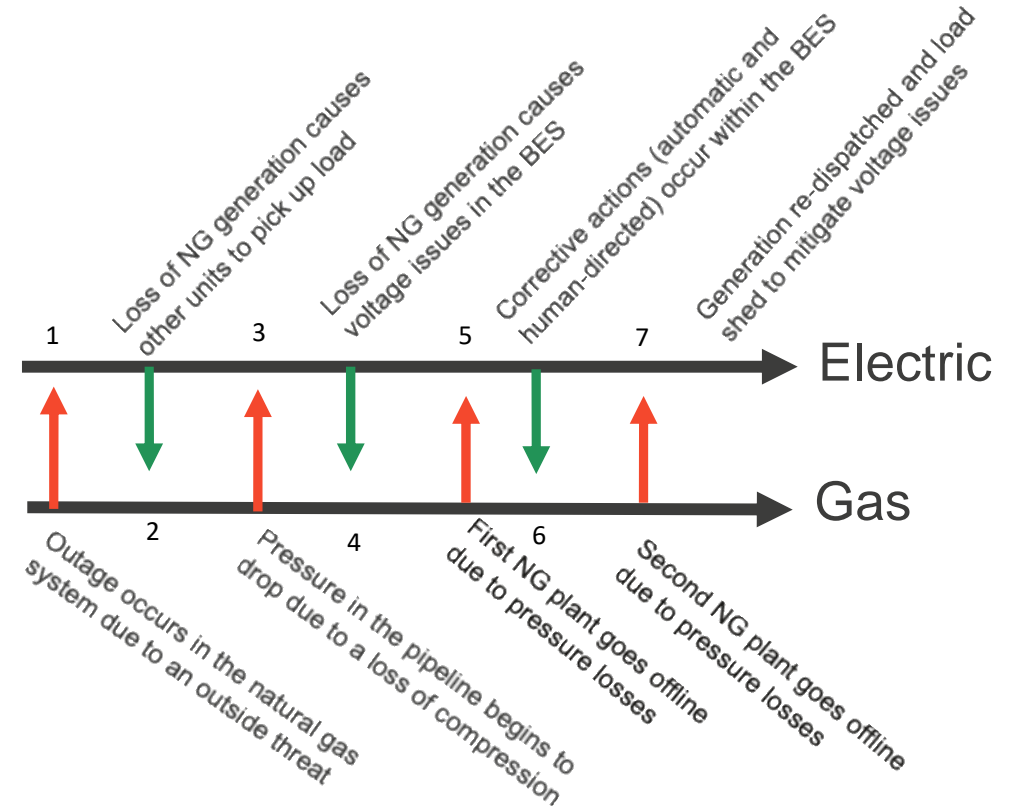 Loss of NG generation causes
other units to pick up load
Loss of NG generation causes
voltage issues in the BES
Corrective actions (automatic and
human-directed) occur within the BES
Generation re-dispatched and load
shed to mitigate voltage issues
1
3
5
7
Electric
Gas
2
4
6
Outage occurs in the natural gas
system due to an outside threat
Pressure in the pipeline begins to
drop due to a loss of compression
First NG plant goes offline
due to pressure losses
Second NG plant goes offline
due to pressure losses